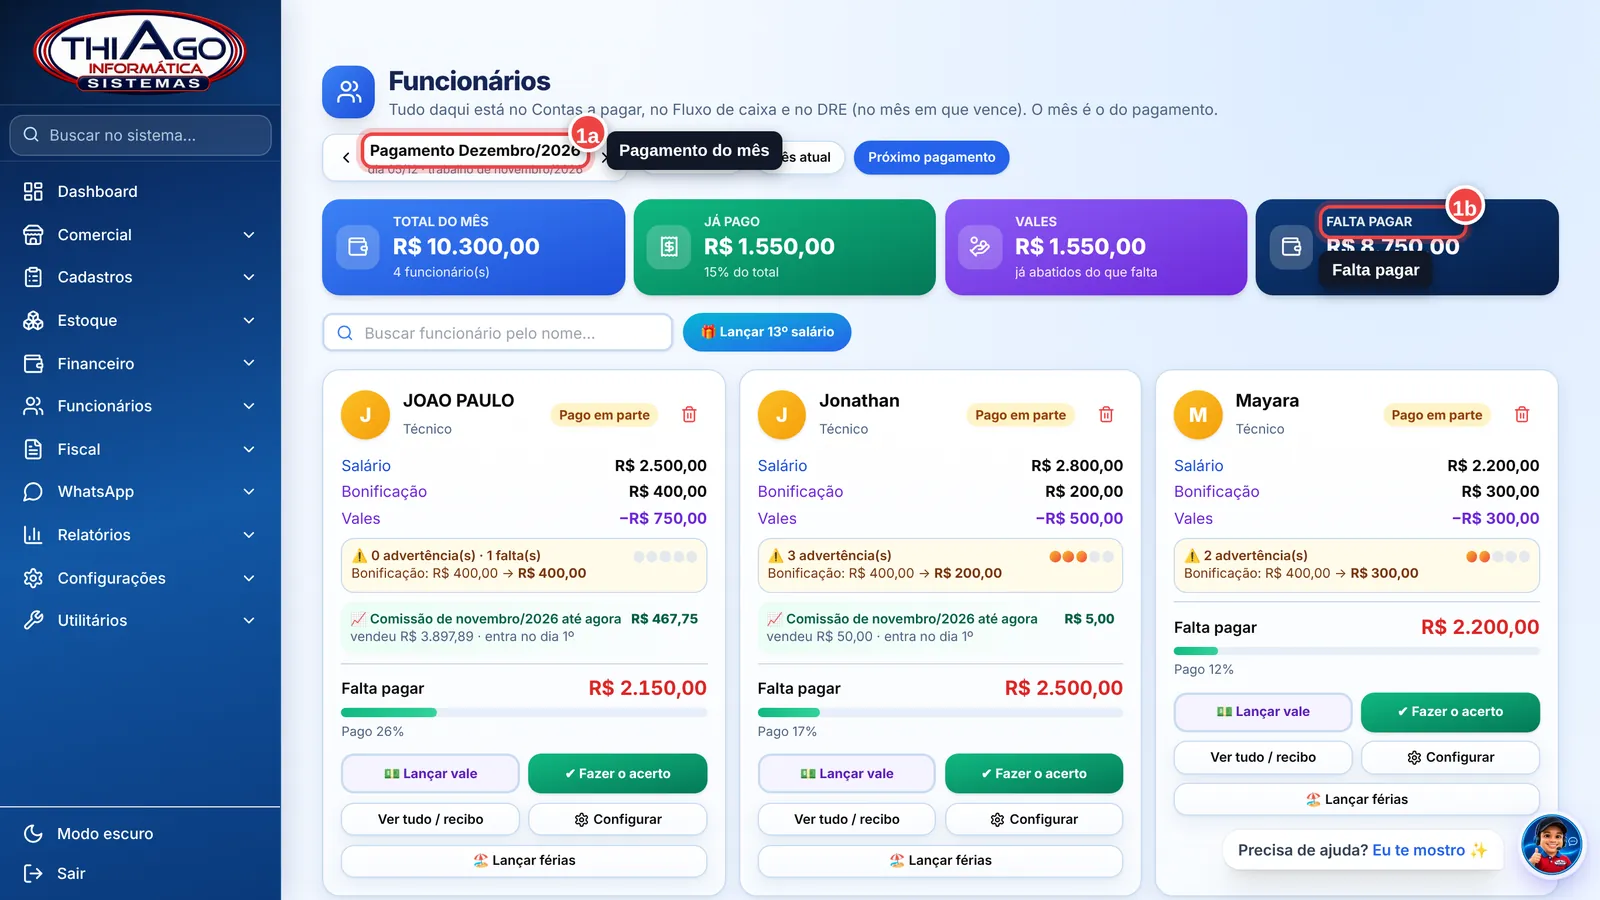 THIAGO
INFORMÁTICA
SISTEMAS
Buscar no sistema...
Dashboard
Comercial
Cadastros
Estoque
Financeiro
Funcionários
Fiscal
WhatsApp
Relatórios
Configurações
Utilitários
Modo escuro
Sair
Funcionários
Tudo daqui está no Contas a pagar, no Fluxo de caixa e no DRE (no mês em que vence). O mês é o do pagamento.
Pagamento Dezembro/2026
dia 05/12 · trabalho de novembro/2026
1a
Pagamento do mês
ês atual
Próximo pagamento
TOTAL DO MÊS
R$ 10.300,00
4 funcionário(s)
JÁ PAGO
R$ 1.550,00
15% do total
VALES
R$ 1.550,00
já abatidos do que falta
FALTA PAGAR
1b
R$ 8.750,00
Falta pagar
Buscar funcionário pelo nome...
🎁 Lançar 13º salário
J
JOAO PAULO
Técnico
Pago em parte
Salário R$ 2.500,00
Bonificação R$ 400,00
Vales −R$ 750,00
⚠️ 0 advertência(s) · 1 falta(s)
Bonificação: R$ 400,00 → R$ 400,00
📈 Comissão de novembro/2026 até agora R$ 467,75
vendeu R$ 3.897,89 · entra no dia 1º
Falta pagar R$ 2.150,00
Pago 26%
💵 Lançar vale
✔ Fazer o acerto
Ver tudo / recibo
Configurar
🏖️ Lançar férias
J
Jonathan
Técnico
Pago em parte
Salário R$ 2.800,00
Bonificação R$ 200,00
Vales −R$ 500,00
⚠️ 3 advertência(s)
Bonificação: R$ 400,00 → R$ 200,00
📈 Comissão de novembro/2026 até agora R$ 5,00
vendeu R$ 50,00 · entra no dia 1º
Falta pagar R$ 2.500,00
Pago 17%
💵 Lançar vale
✔ Fazer o acerto
Ver tudo / recibo
Configurar
🏖️ Lançar férias
M
Mayara
Técnico
Pago em parte
Salário R$ 2.200,00
Bonificação R$ 300,00
Vales −R$ 300,00
⚠️ 2 advertência(s)
Bonificação: R$ 400,00 → R$ 300,00
Falta pagar R$ 2.200,00
Pago 12%
💵 Lançar vale
✔ Fazer o acerto
Ver tudo / recibo
Configurar
🏖️ Lançar férias
Precisa de ajuda? Eu te mostro ✨